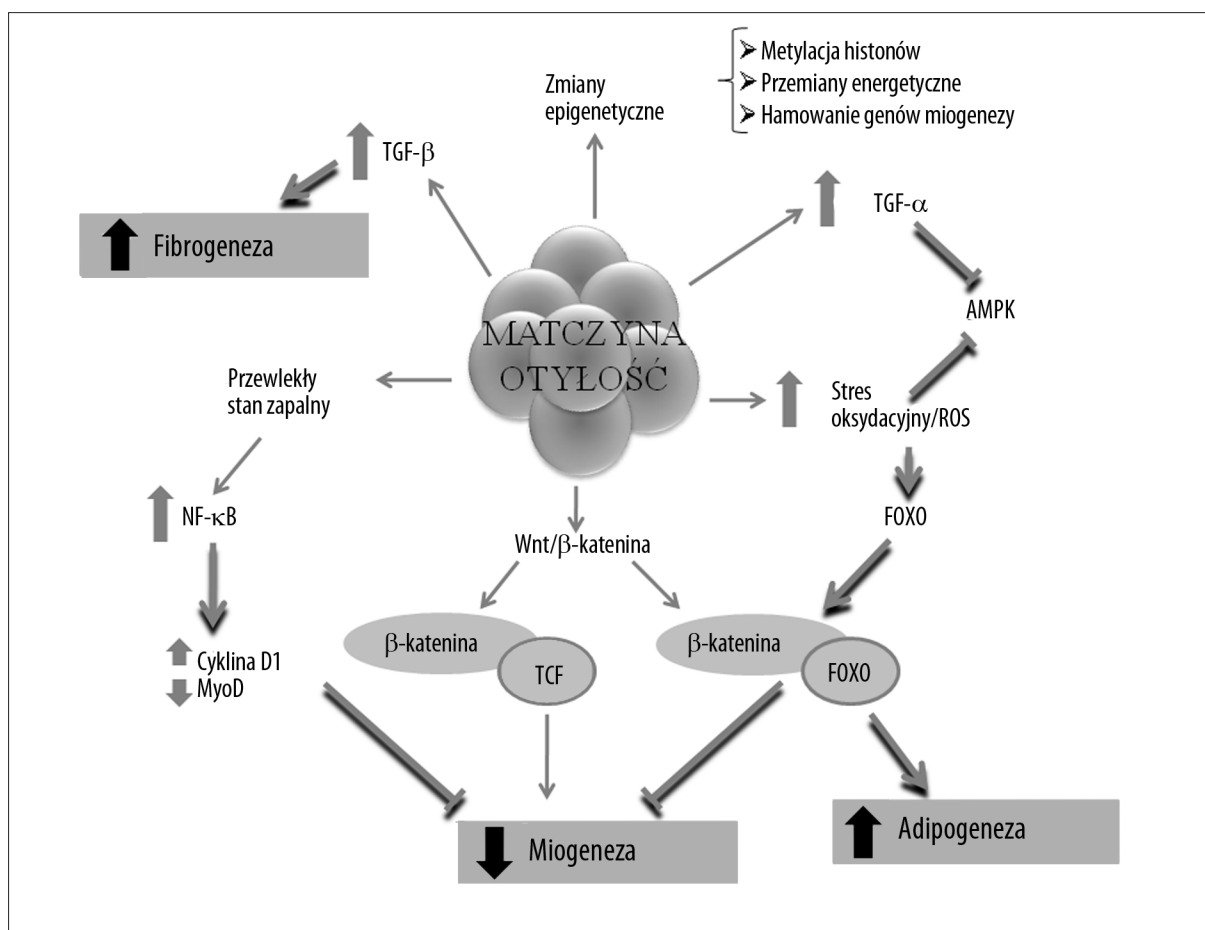 Metylacja histonów
Przemiany energetyczne
Hamowanie genów miogenezy
Zmiany
epigenetyczne
TGF-β
TGF-α
Fibrogeneza
AMPK
MATCZYNA
OTYŁOŚĆ
Przewlekły
stan zapalny
Stres
oksydacyjny/ROS
NF-κB
FOXO
Wnt/β-katenina
β-katenina
TCF
β-katenina
FOXO
Cyklina D1
MyoD
Miogeneza
Adipogeneza